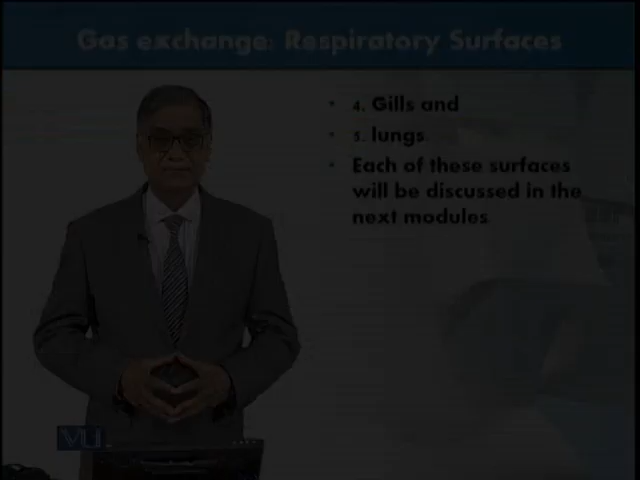 Gas exchange: Respiratory Surfaces
• 4. Gills and
• 5. lungs.
• Each of these surfaces
will be discussed in the
next modules.
VU